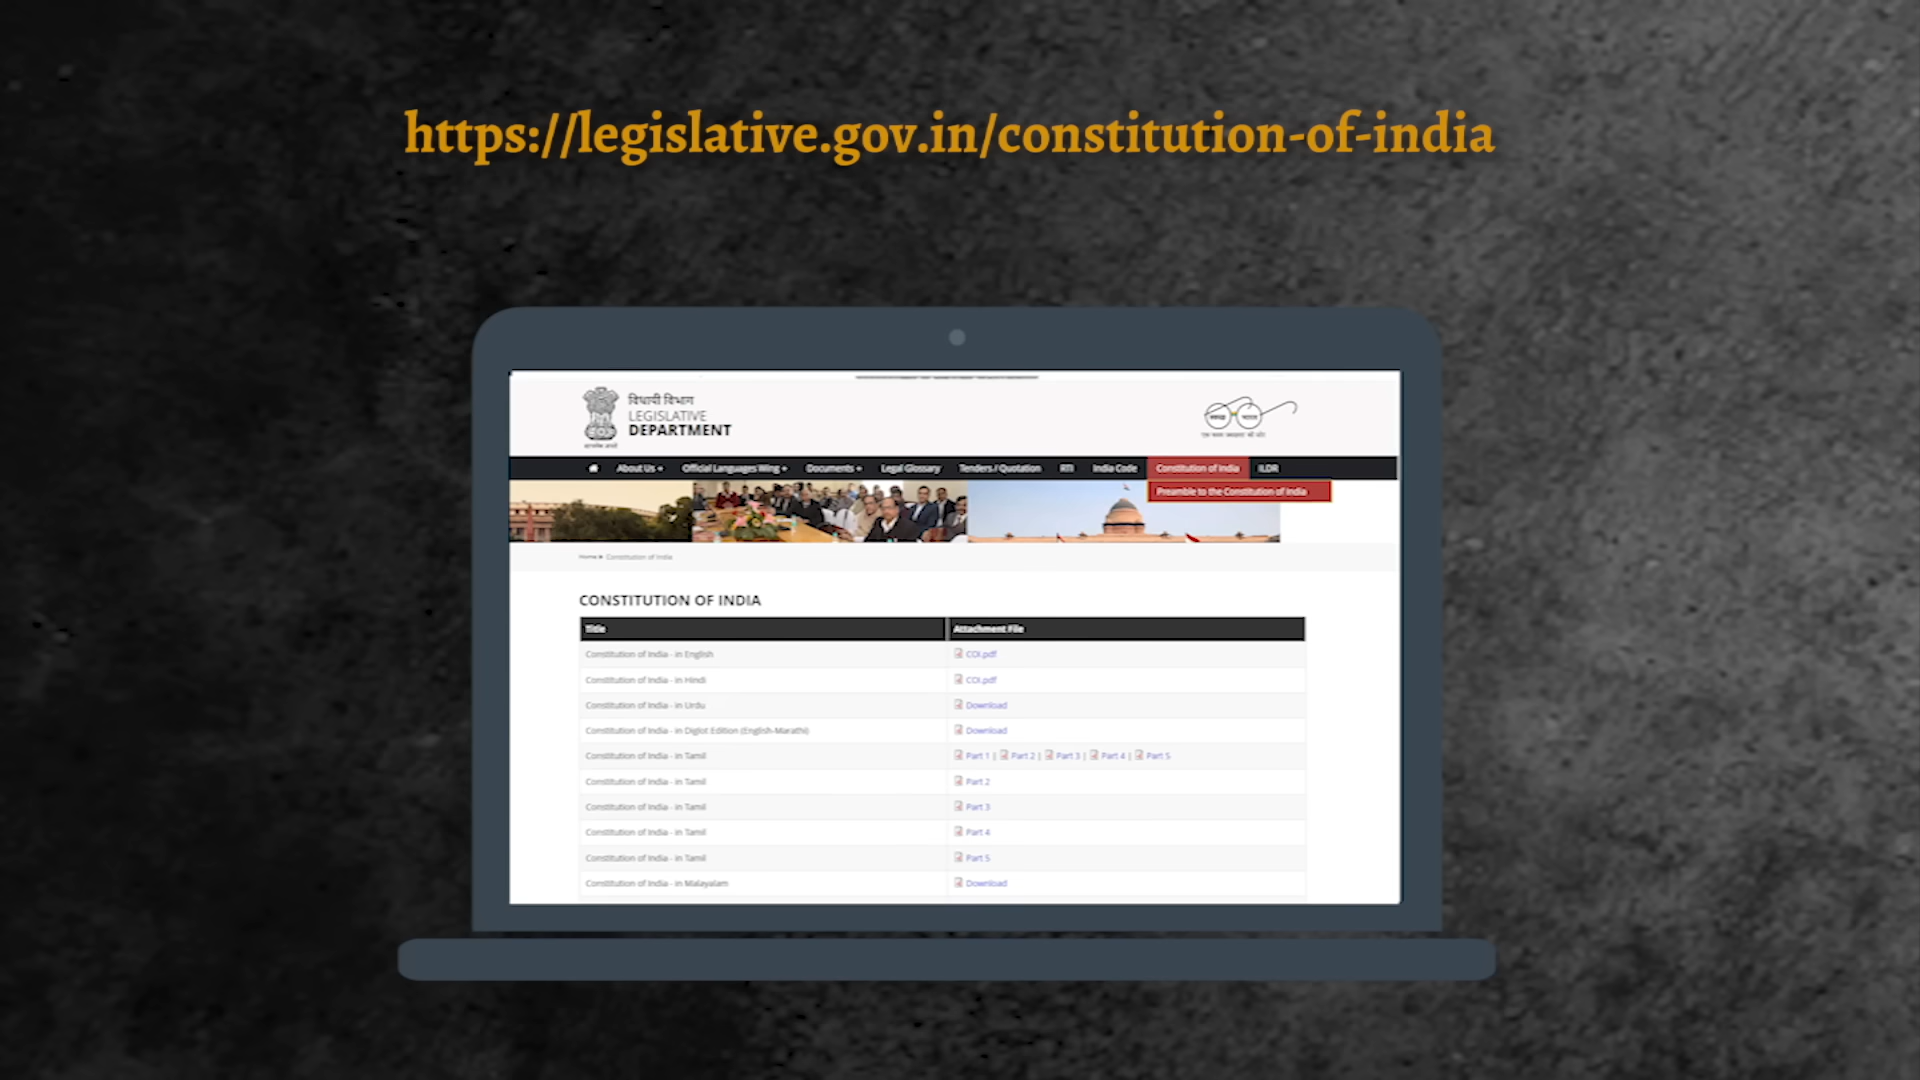 https://legislative.gov.in/constitution-of-india
विधायी विभाग
LEGISLATIVE
DEPARTMENT
About Us Official Languages Wing Documents Legal Glossary Tenders / Quotation RTI India Code Constitution of India ILDR
Preamble to the Constitution of India
Home » Constitution of India
CONSTITUTION OF INDIA
Title Attachment File
Constitution of India - in English COI.pdf
Constitution of India - in Hindi COI.pdf
Constitution of India - in Urdu Download
Constitution of India - in Diglot Edition (English-Marathi) Download
Constitution of India - in Tamil Part 1 | Part 2 | Part 3 | Part 4 | Part 5
Constitution of India - in Tamil Part 2
Constitution of India - in Tamil Part 3
Constitution of India - in Tamil Part 4
Constitution of India - in Tamil Part 5
Constitution of India - in Malayalam Download